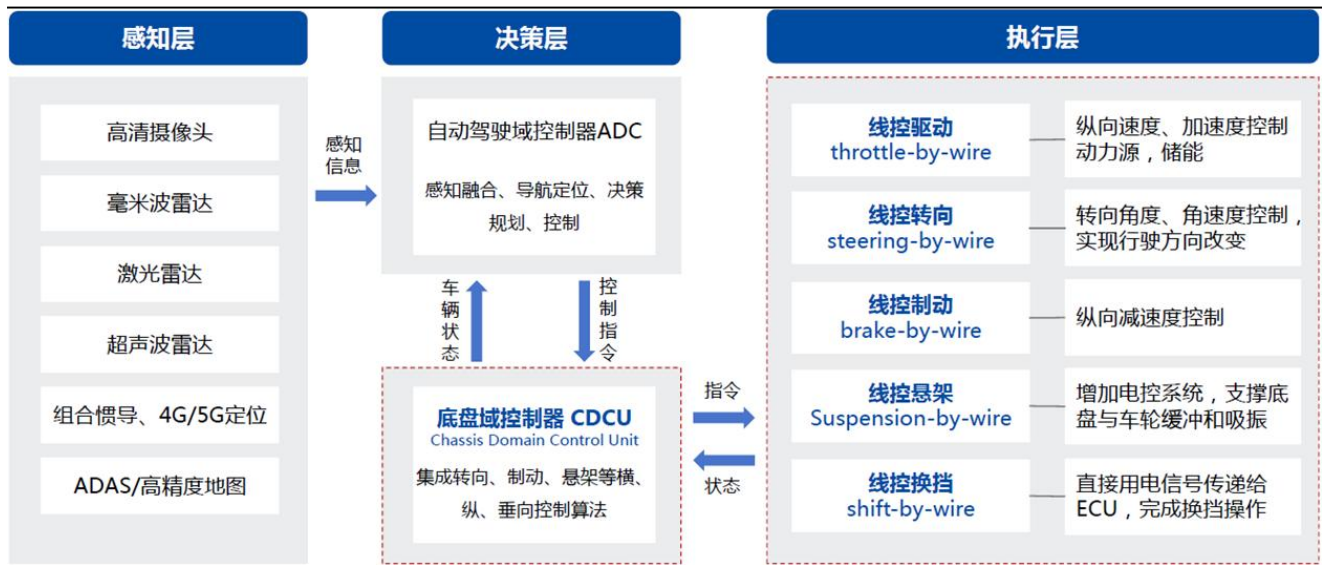 感知层
高清摄像头
毫米波雷达
激光雷达
超声波雷达
组合惯导、4G/5G定位
ADAS/高精度地图
感知
信息
决策层
自动驾驶域控制器ADC
感知融合、导航定位、决策
规划、控制
车辆状态
控制指令
底盘域控制器 CDCU
Chassis Domain Control Unit
集成转向、制动、悬架等横、
纵、垂向控制算法
指令
状态
执行层
线控驱动
throttle-by-wire
纵向速度、加速度控制
动力源，储能
线控转向
steering-by-wire
转向角度、角速度控制，
实现行驶方向改变
线控制动
brake-by-wire
纵向减速度控制
线控悬架
Suspension-by-wire
增加电控系统，支撑底
盘与车轮缓冲和吸振
线控换挡
shift-by-wire
直接用电信号传递给
ECU，完成换挡操作